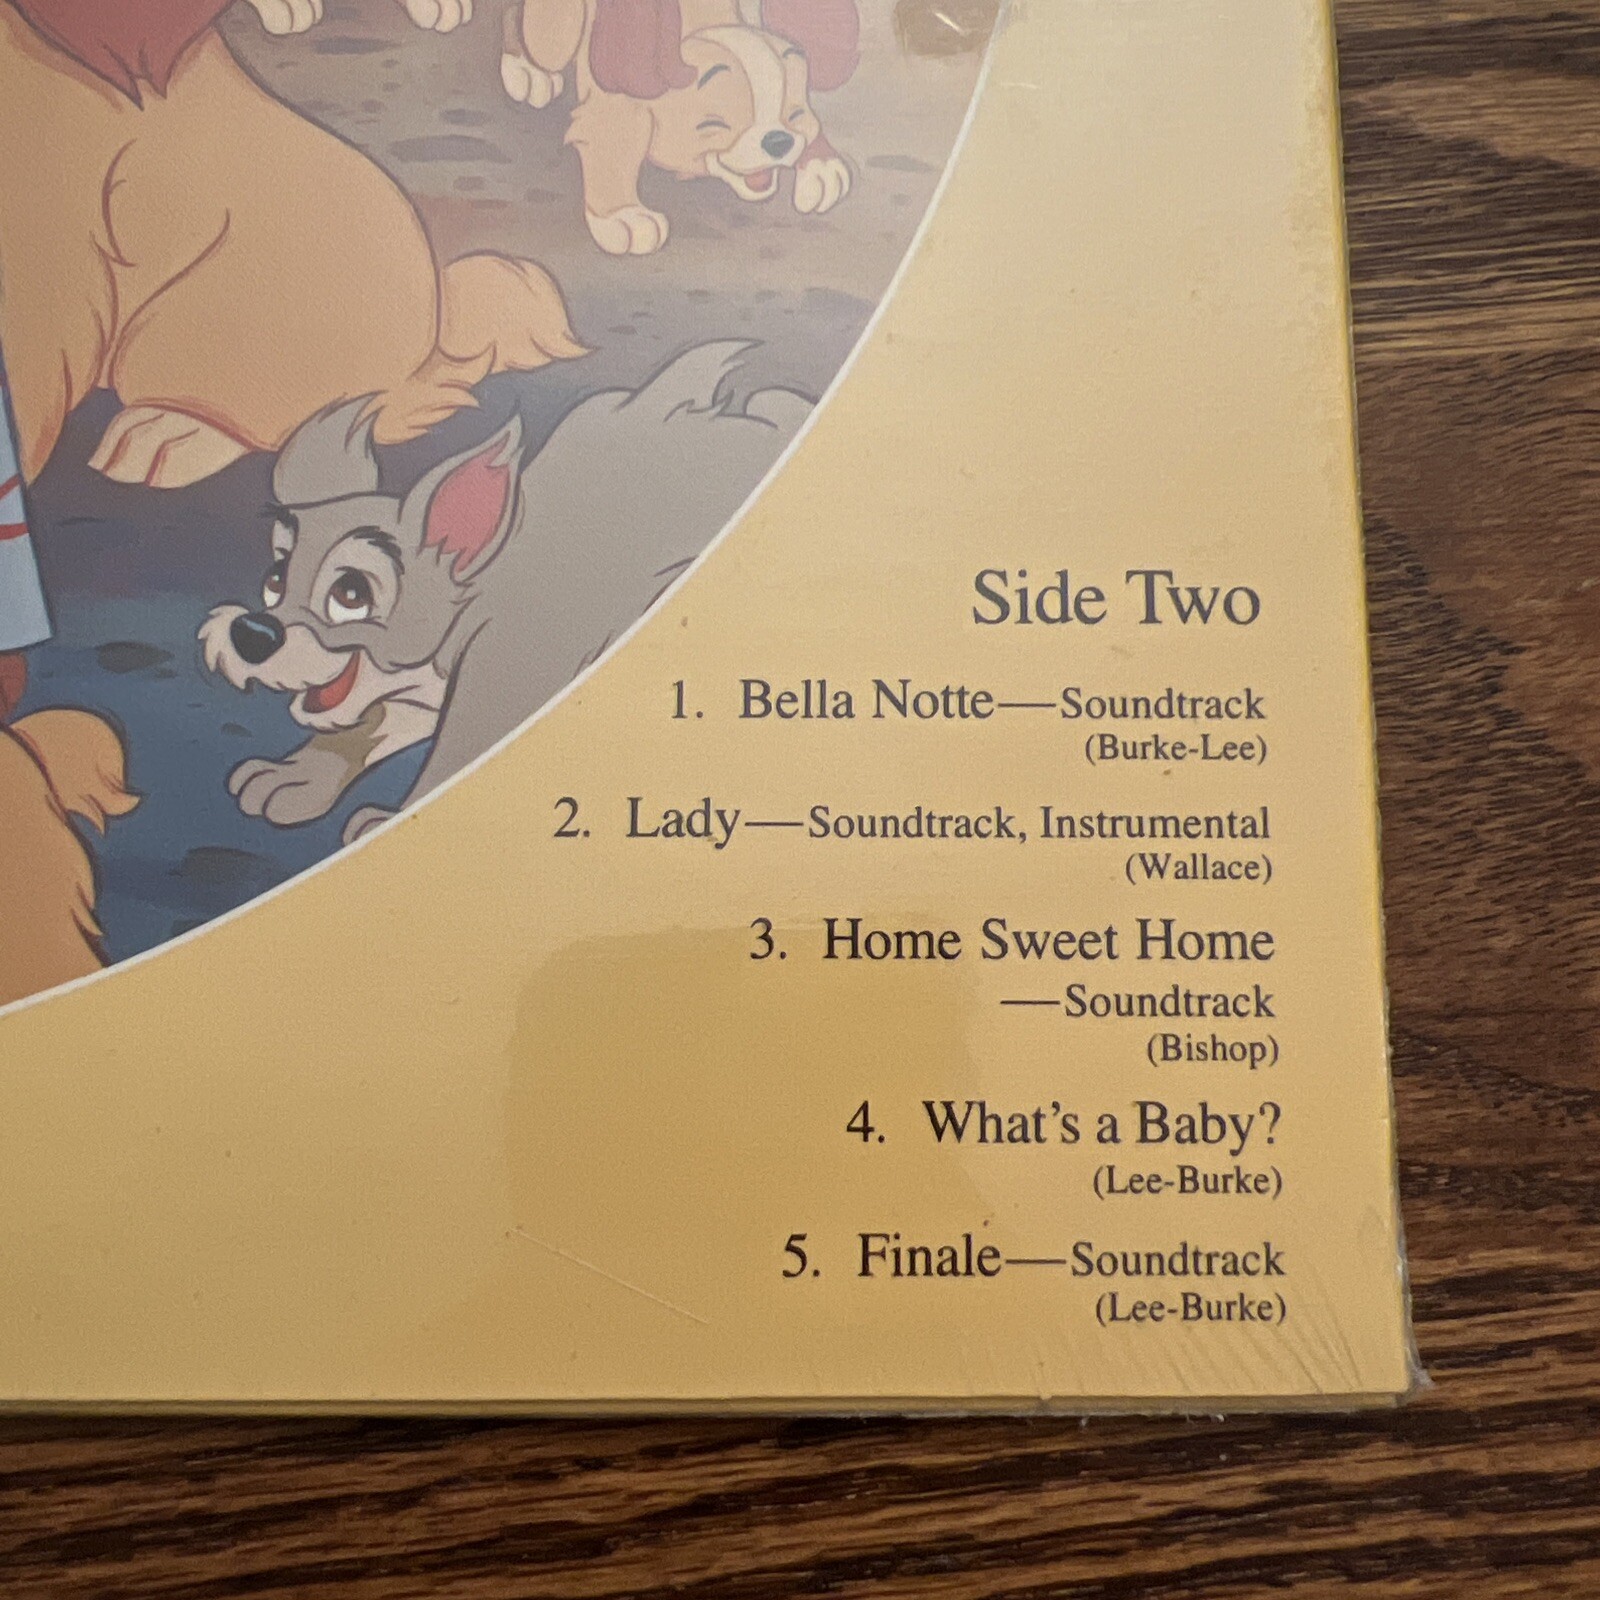 Side Two
1. Bella Notte—Soundtrack
(Burke-Lee)
2. Lady—Soundtrack, Instrumental
(Wallace)
3. Home Sweet Home
—Soundtrack
(Bishop)
4. What's a Baby?
(Lee-Burke)
5. Finale—Soundtrack
(Lee-Burke)